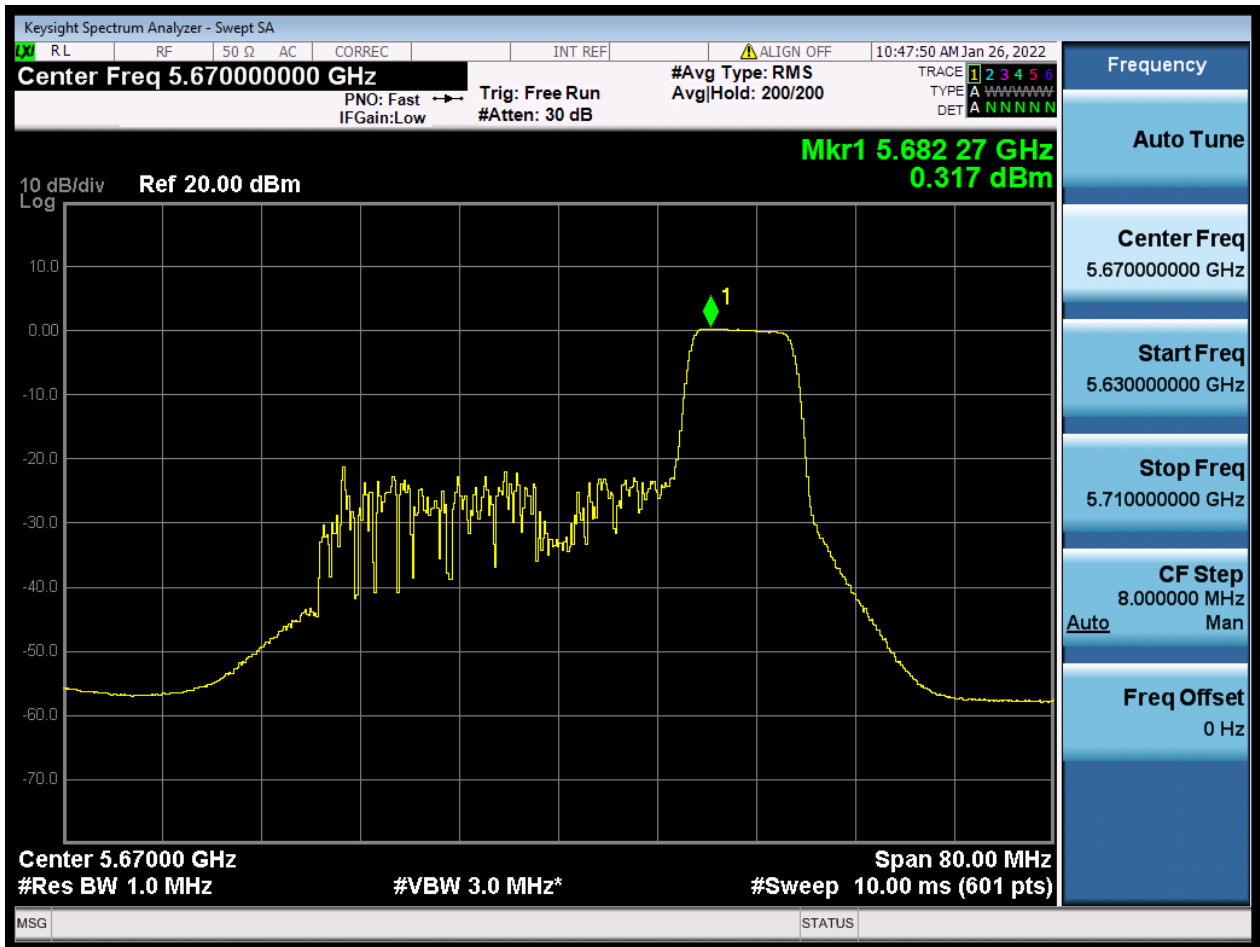 Keysight Spectrum Analyzer - Swept SA
LXI RL RF 50 Ω AC CORREC INT REF ALIGN OFF 10:47:50 AM Jan 26, 2022
Center Freq 5.670000000 GHz
PNO: Fast
IFGain:Low
Trig: Free Run
#Atten: 30 dB
#Avg Type: RMS
Avg|Hold: 200/200
TRACE 1 2 3 4 5 6
TYPE A WWWWW
DET A N N N N N
Mkr1 5.682 27 GHz
0.317 dBm
10 dB/div Ref 20.00 dBm
Log
10.0
0.00
-10.0
-20.0
-30.0
-40.0
-50.0
-60.0
-70.0
1
Center 5.67000 GHz Span 80.00 MHz
#Res BW 1.0 MHz #VBW 3.0 MHz* #Sweep 10.00 ms (601 pts)
MSG STATUS
Frequency
Auto Tune
Center Freq
5.670000000 GHz
Start Freq
5.630000000 GHz
Stop Freq
5.710000000 GHz
CF Step
8.000000 MHz
Auto Man
Freq Offset
0 Hz